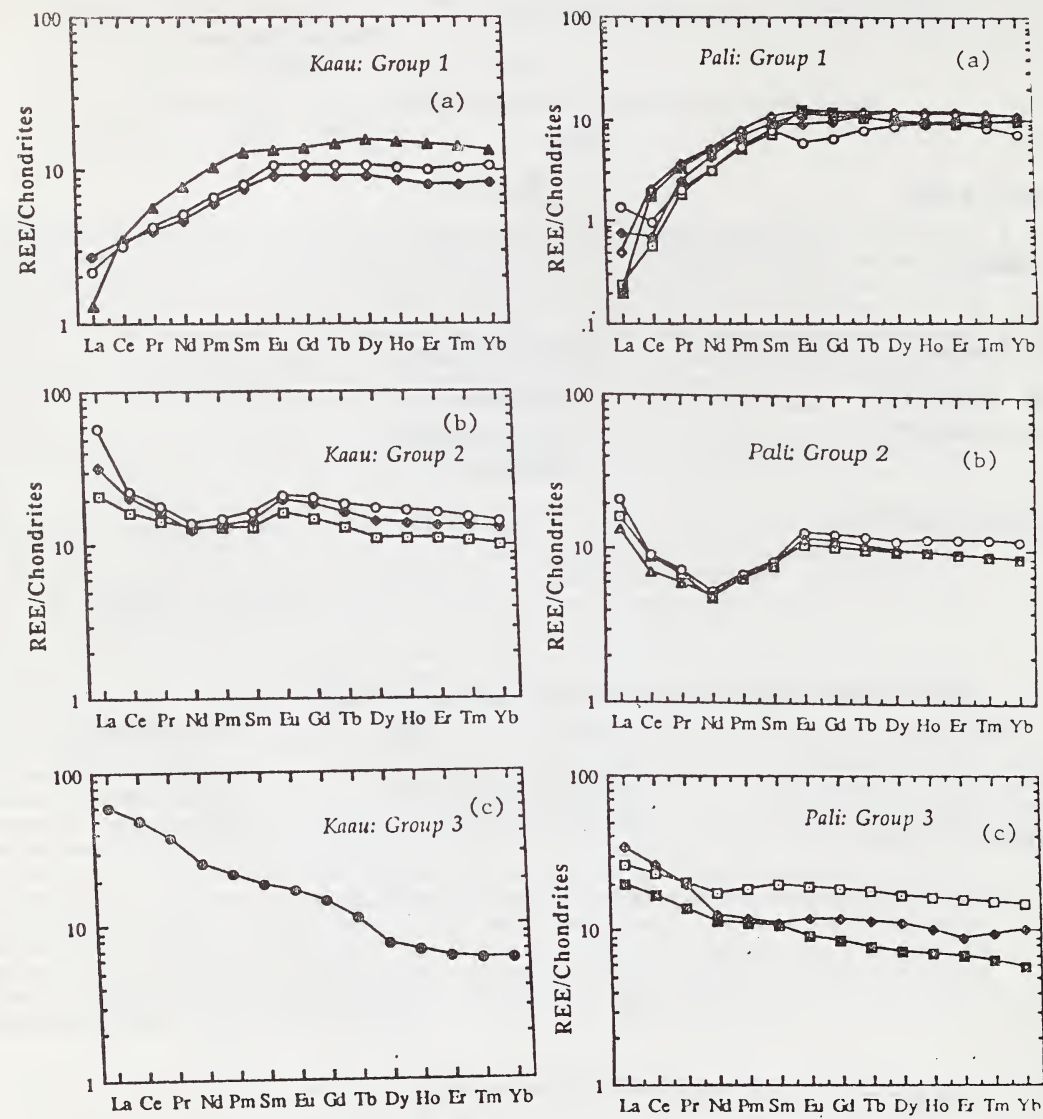 100
10
1
REE/Chondrites
Kaau: Group 1
(a)
La Ce Pr Nd Pm Sm Eu Gd Tb Dy Ho Er Tm Yb
100
10
1
.1
REE/Chondrites
Pali: Group 1 (a)
La Ce Pr Nd Pm Sm Eu Gd Tb Dy Ho Er Tm Yb
100
10
1
REE/Chondrites
(b)
Kaau: Group 2
La Ce Pr Nd Pm Sm Eu Gd Tb Dy Ho Er Tm Yb
100
10
1
REE/Chondrites
Pali: Group 2 (b)
La Ce Pr Nd Pm Sm Eu Gd Tb Dy Ho Er Tm Yb
100
10
1
REE/Chondrites
Kaau: Group 3 (c)
La Ce Pr Nd Pm Sm Eu Gd Tb Dy Ho Er Tm Yb
100
10
1
REE/Chondrites
Pali: Group 3
(c)
La Ce Pr Nd Pm Sm Eu Gd Tb Dy Ho Er Tm Yb